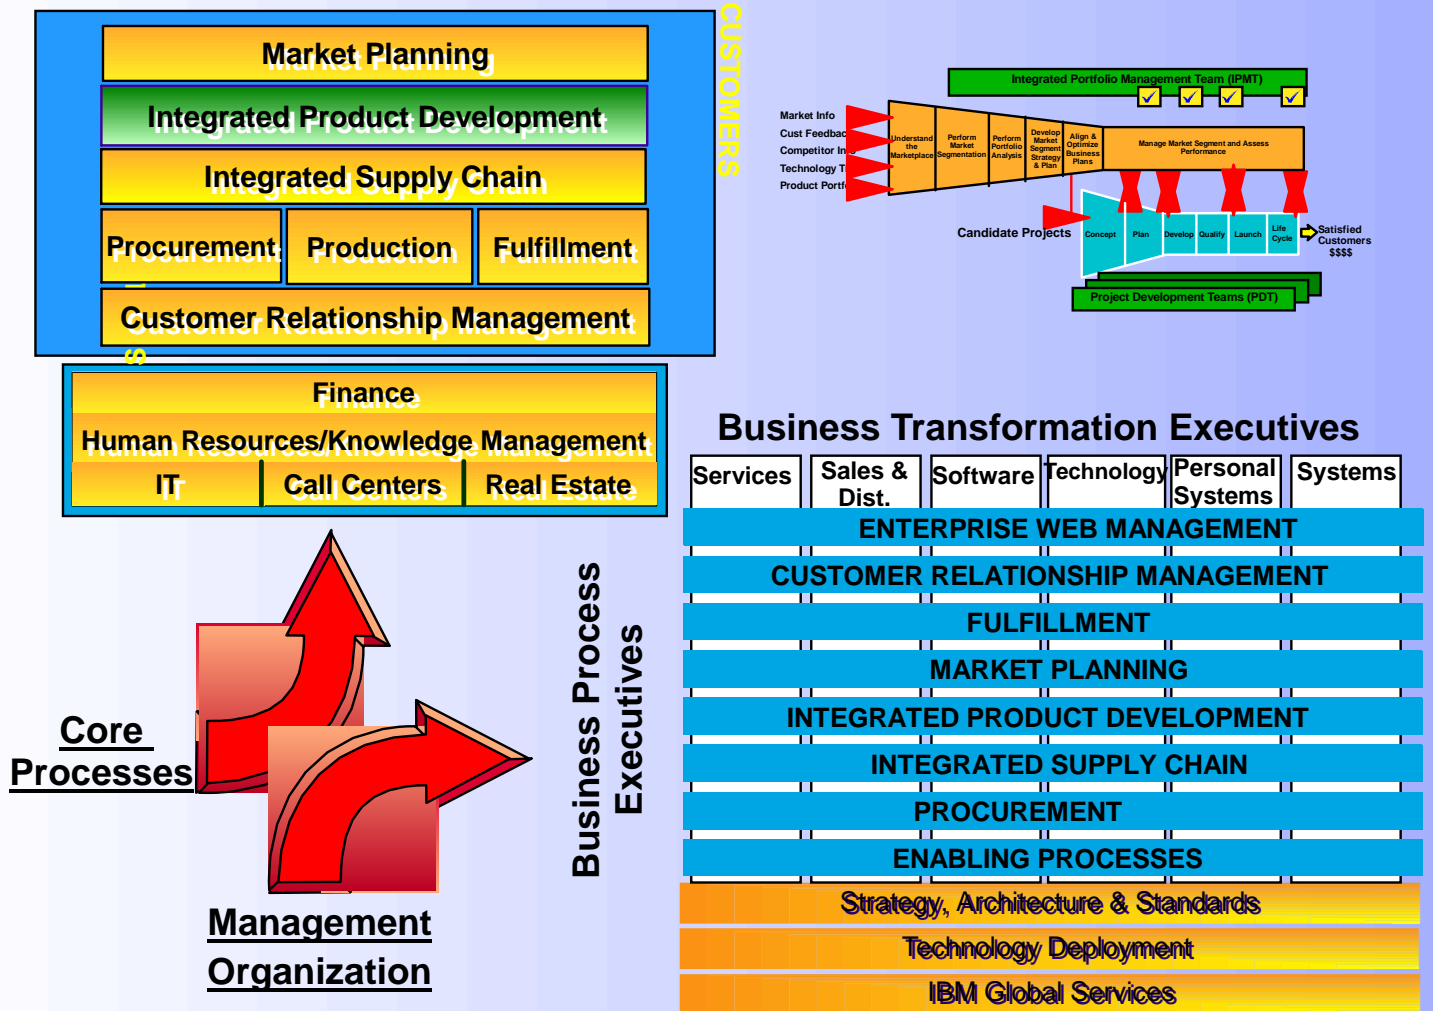 CUSTOMERS
Market Planning
Integrated Product Development
Integrated Supply Chain
Procurement
Production
Fulfillment
Customer Relationship Management
S
Finance
Human Resources/Knowledge Management
IT
Call Centers
Real Estate
Integrated Portfolio Management Team (IPMT)
Market Info
Cust Feedbac
Competitor In
Technology T
Product Portf
Understand
the
Marketplace
Perform
Market
Segmentation
Perform
Portfolio
Analysis
Develop
Market
Segment
Strategy
& Plan
Align &
Optimize
Business
Plans
Manage Market Segment and Assess
Performance
Candidate Projects
Concept
Plan
Develop
Qualify
Launch
Life
Cycle
Satisfied
Customers
$$$$
Project Development Teams (PDT)
Core
Processes
Management
Organization
Business Process
Executives
Business Transformation Executives
Services
Sales &
Dist.
Software
Technology
Personal
Systems
Systems
ENTERPRISE WEB MANAGEMENT
CUSTOMER RELATIONSHIP MANAGEMENT
FULFILLMENT
MARKET PLANNING
INTEGRATED PRODUCT DEVELOPMENT
INTEGRATED SUPPLY CHAIN
PROCUREMENT
ENABLING PROCESSES
Strategy, Architecture & Standards
Technology Deployment
IBM Global Services